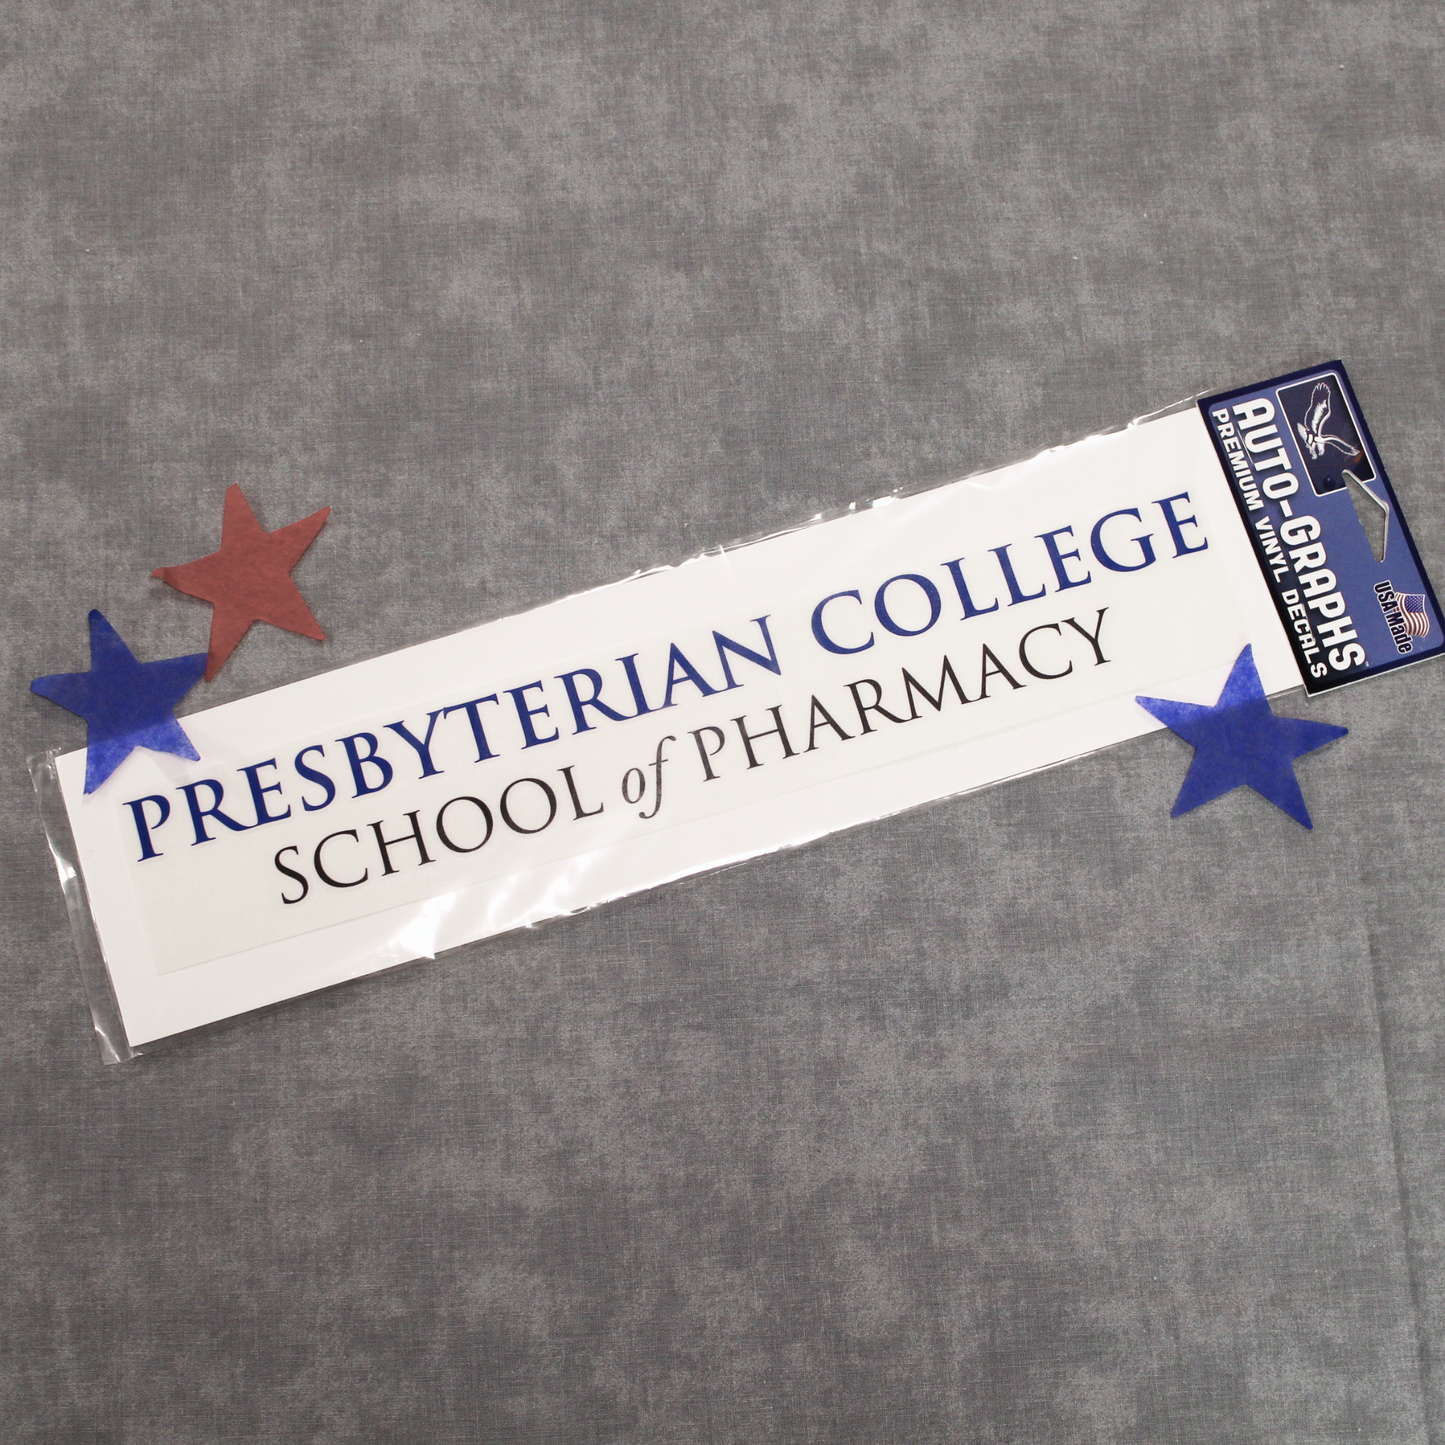 PRESBYTERIAN COLLEGE
SCHOOL of PHARMACY
AUTO-GRAPHS
PREMIUM VINYL DECALS
USA Made